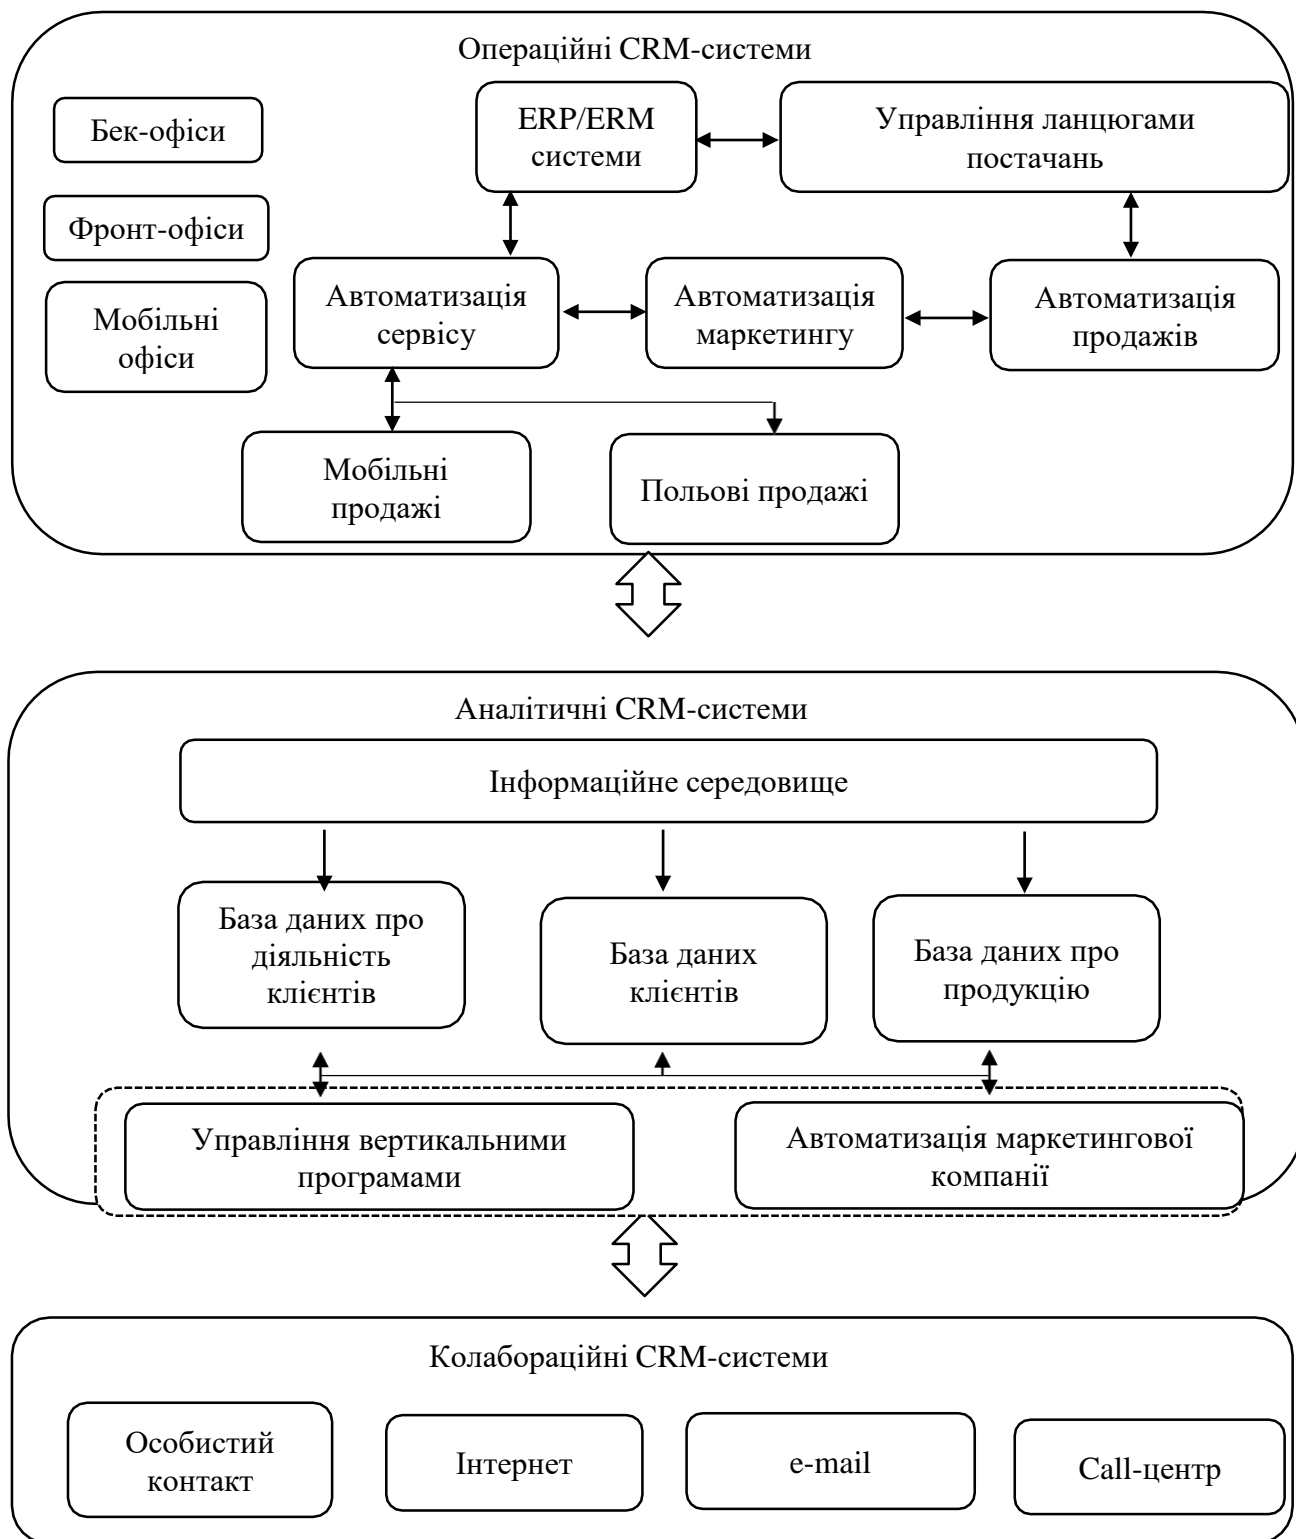 Операційні CRM-системи
Бек-офіси
ERP/ERM
системи
Управління ланцюгами
постачань
Фронт-офіси
Мобільні
офіси
Автоматизація
сервісу
Автоматизація
маркетингу
Автоматизація
продажів
Мобільні
продажі
Польові продажі
Аналітичні CRM-системи
Інформаційне середовище
База даних про
діяльність
клієнтів
База даних
клієнтів
База даних про
продукцію
Управління вертикальними
програмами
Автоматизація маркетингової
компанії
Колабораційні CRM-системи
Особистий
контакт
Інтернет
e-mail
Call-центр